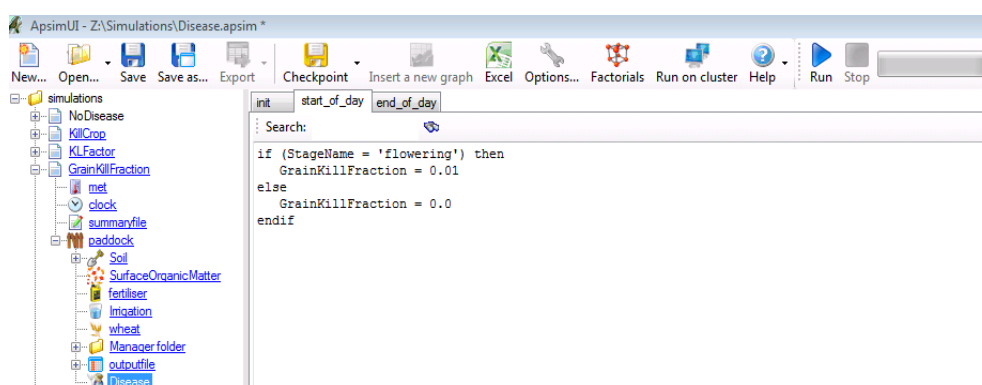 ApsimUI - Z:\Simulations\Disease.apsim *
New... Open... Save Save as... Export Checkpoint Insert a new graph Excel Options... Factorials Run on cluster Help Run Stop
simulations
NoDisease
KillCrop
KLFactor
GrainKillFraction
met
clock
summaryfile
paddock
Soil
SurfaceOrganicMatter
fertiliser
Irrigation
wheat
Manager folder
outputfile
Disease
init start_of_day end_of_day
Search:
if (StageName = 'flowering') then
GrainKillFraction = 0.01
else
GrainKillFraction = 0.0
endif